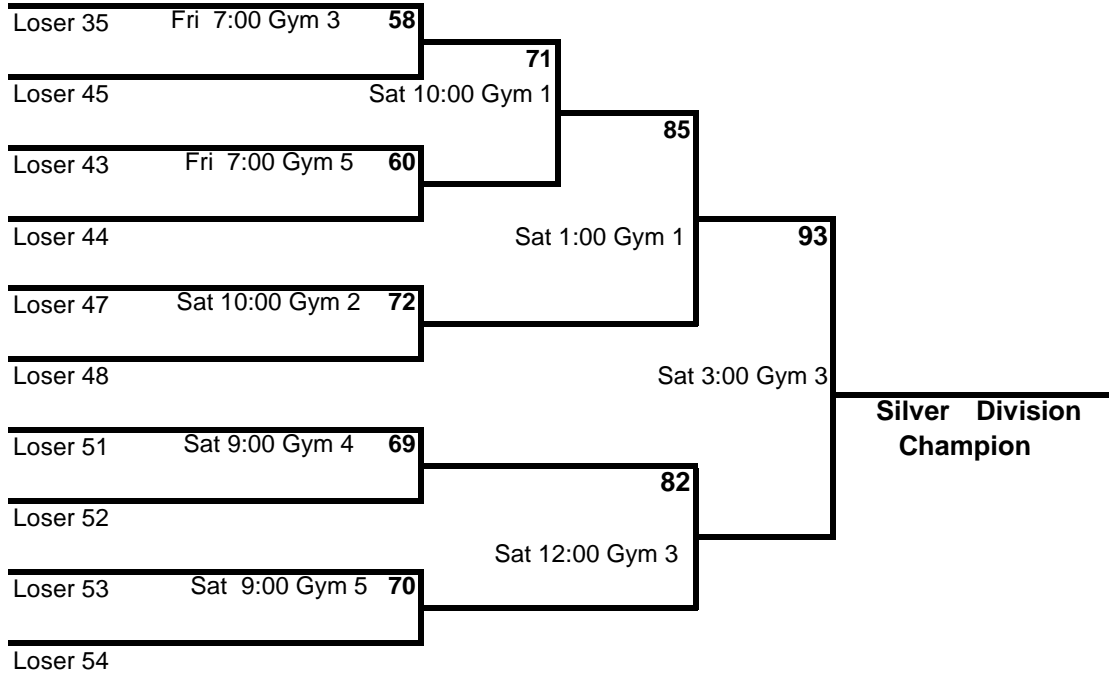 Loser 35 Fri 7:00 Gym 3 58
71
Loser 45 Sat 10:00 Gym 1
85
Loser 43 Fri 7:00 Gym 5 60
Loser 44 Sat 1:00 Gym 1 93
Loser 47 Sat 10:00 Gym 2 72
Loser 48 Sat 3:00 Gym 3
Silver Division
Champion
Loser 51 Sat 9:00 Gym 4 69
82
Loser 52
Sat 12:00 Gym 3
Loser 53 Sat 9:00 Gym 5 70
Loser 54